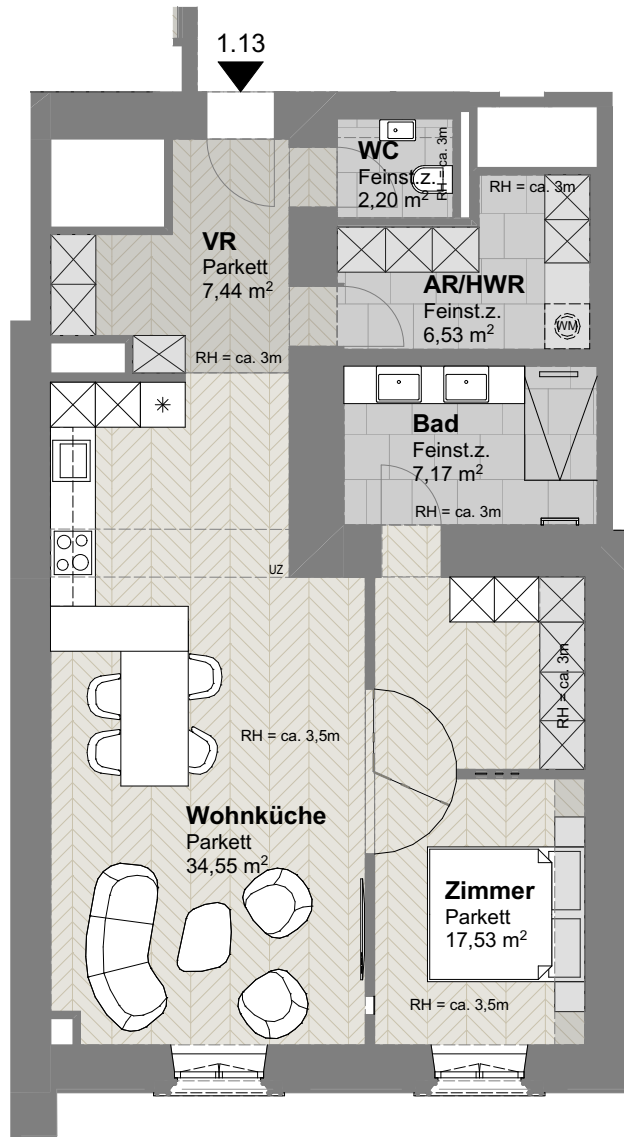 1.13
WC
Feinst.z.
2,20 m²
RH = ca. 3m
RH = ca. 3m
VR
Parkett
7,44 m²
RH = ca. 3m
AR/HWR
Feinst.z.
6,53 m²
WM
Bad
Feinst.z.
7,17 m²
RH = ca. 3m
UZ
RH = ca. 3m
RH = ca. 3,5m
Wohnküche
Parkett
34,55 m²
Zimmer
Parkett
17,53 m²
RH = ca. 3,5m